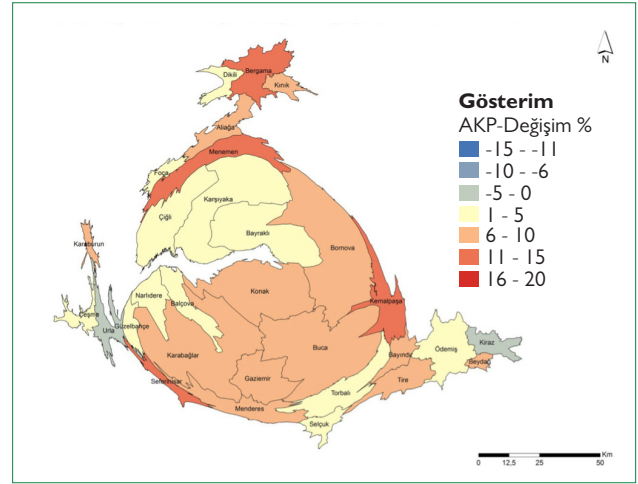 N
Gösterim
AKP-Değişim %
-15 - -11
-10 - -6
-5 - 0
1 - 5
6 - 10
11 - 15
16 - 20
Dikili
Bergama
Kınık
Aliağa
Menemen
Foça
Karşıyaka
Çiğli
Bayraklı
Bornova
Karaburun
Konak
Kemalpaşa
Narlıdere
Balçova
Çeşme
Urla
Güzelbahçe
Karabağlar
Buca
Ödemiş
Kiraz
Bayındır
Beydağ
Seferihisar
Gaziemir
Tire
Torbalı
Menderes
Selçuk
Km
0 12,5 25 50